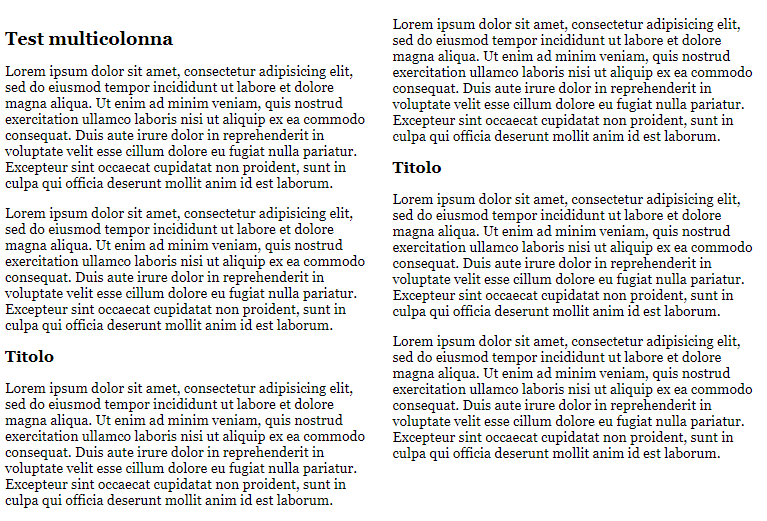 Test multicolonna
Lorem ipsum dolor sit amet, consectetur adipisicing elit,
sed do eiusmod tempor incididunt ut labore et dolore
magna aliqua. Ut enim ad minim veniam, quis nostrud
exercitation ullamco laboris nisi ut aliquip ex ea commodo
consequat. Duis aute irure dolor in reprehenderit in
voluptate velit esse cillum dolore eu fugiat nulla pariatur.
Excepteur sint occaecat cupidatat non proident, sunt in
culpa qui officia deserunt mollit anim id est laborum.
Lorem ipsum dolor sit amet, consectetur adipisicing elit,
sed do eiusmod tempor incididunt ut labore et dolore
magna aliqua. Ut enim ad minim veniam, quis nostrud
exercitation ullamco laboris nisi ut aliquip ex ea commodo
consequat. Duis aute irure dolor in reprehenderit in
voluptate velit esse cillum dolore eu fugiat nulla pariatur.
Excepteur sint occaecat cupidatat non proident, sunt in
culpa qui officia deserunt mollit anim id est laborum.
Titolo
Lorem ipsum dolor sit amet, consectetur adipisicing elit,
sed do eiusmod tempor incididunt ut labore et dolore
magna aliqua. Ut enim ad minim veniam, quis nostrud
exercitation ullamco laboris nisi ut aliquip ex ea commodo
consequat. Duis aute irure dolor in reprehenderit in
voluptate velit esse cillum dolore eu fugiat nulla pariatur.
Excepteur sint occaecat cupidatat non proident, sunt in
culpa qui officia deserunt mollit anim id est laborum.
Lorem ipsum dolor sit amet, consectetur adipisicing elit,
sed do eiusmod tempor incididunt ut labore et dolore
magna aliqua. Ut enim ad minim veniam, quis nostrud
exercitation ullamco laboris nisi ut aliquip ex ea commodo
consequat. Duis aute irure dolor in reprehenderit in
voluptate velit esse cillum dolore eu fugiat nulla pariatur.
Excepteur sint occaecat cupidatat non proident, sunt in
culpa qui officia deserunt mollit anim id est laborum.
Titolo
Lorem ipsum dolor sit amet, consectetur adipisicing elit,
sed do eiusmod tempor incididunt ut labore et dolore
magna aliqua. Ut enim ad minim veniam, quis nostrud
exercitation ullamco laboris nisi ut aliquip ex ea commodo
consequat. Duis aute irure dolor in reprehenderit in
voluptate velit esse cillum dolore eu fugiat nulla pariatur.
Excepteur sint occaecat cupidatat non proident, sunt in
culpa qui officia deserunt mollit anim id est laborum.
Lorem ipsum dolor sit amet, consectetur adipisicing elit,
sed do eiusmod tempor incididunt ut labore et dolore
magna aliqua. Ut enim ad minim veniam, quis nostrud
exercitation ullamco laboris nisi ut aliquip ex ea commodo
consequat. Duis aute irure dolor in reprehenderit in
voluptate velit esse cillum dolore eu fugiat nulla pariatur.
Excepteur sint occaecat cupidatat non proident, sunt in
culpa qui officia deserunt mollit anim id est laborum.